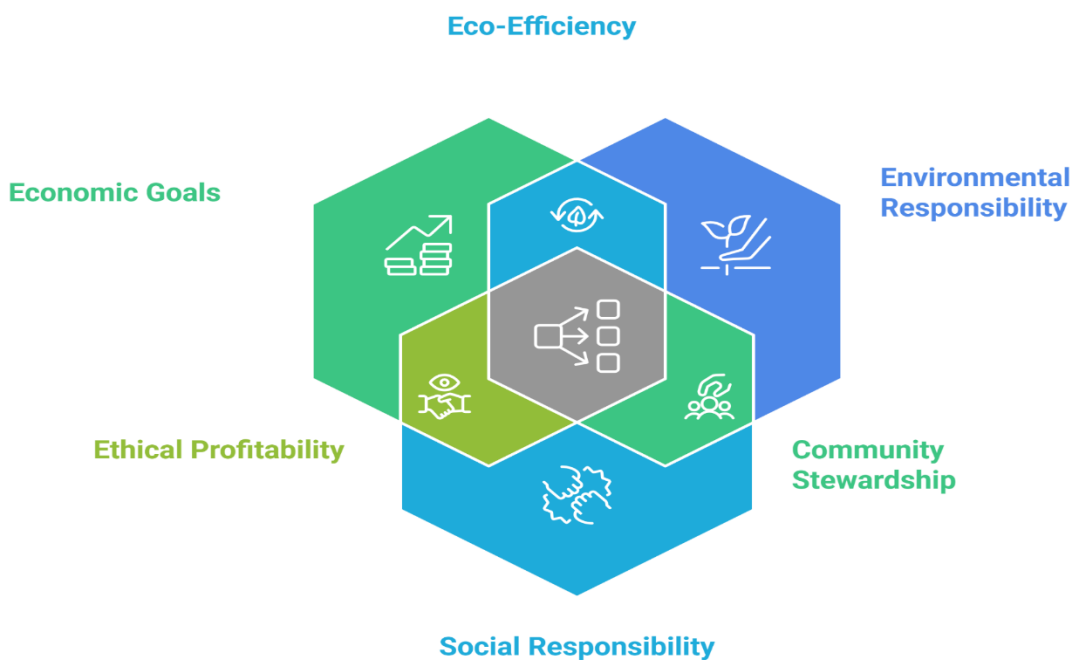 Eco-Efficiency
Economic Goals
Environmental
Responsibility
Ethical Profitability
Community
Stewardship
Social Responsibility